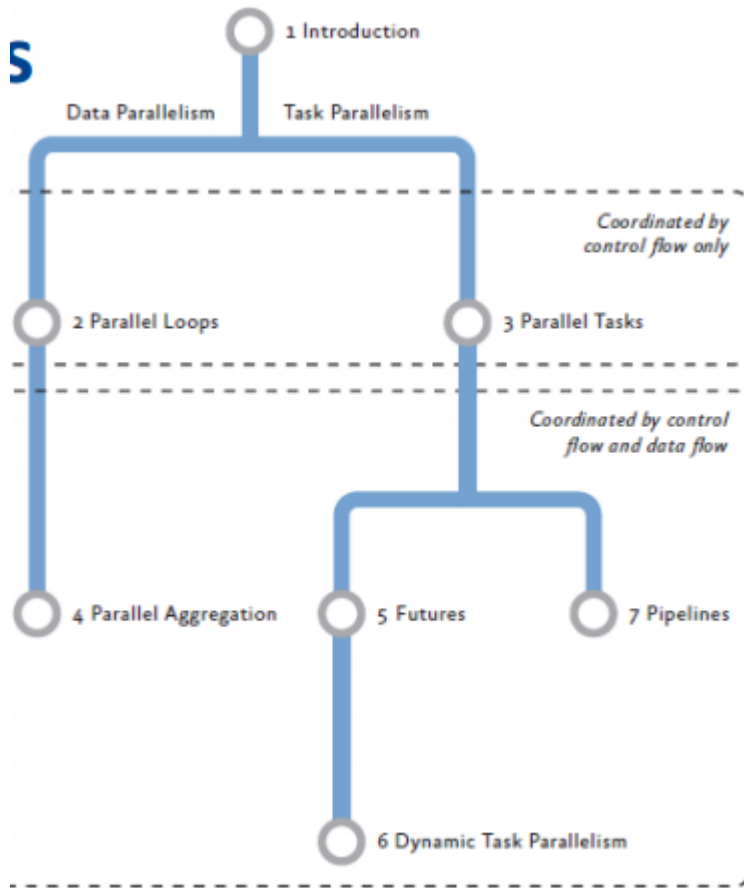 1 Introduction
s
Data Parallelism
Task Parallelism
Coordinated by
control flow only
2 Parallel Loops
3 Parallel Tasks
Coordinated by control
flow and data flow
4 Parallel Aggregation
5 Futures
7 Pipelines
6 Dynamic Task Parallelism